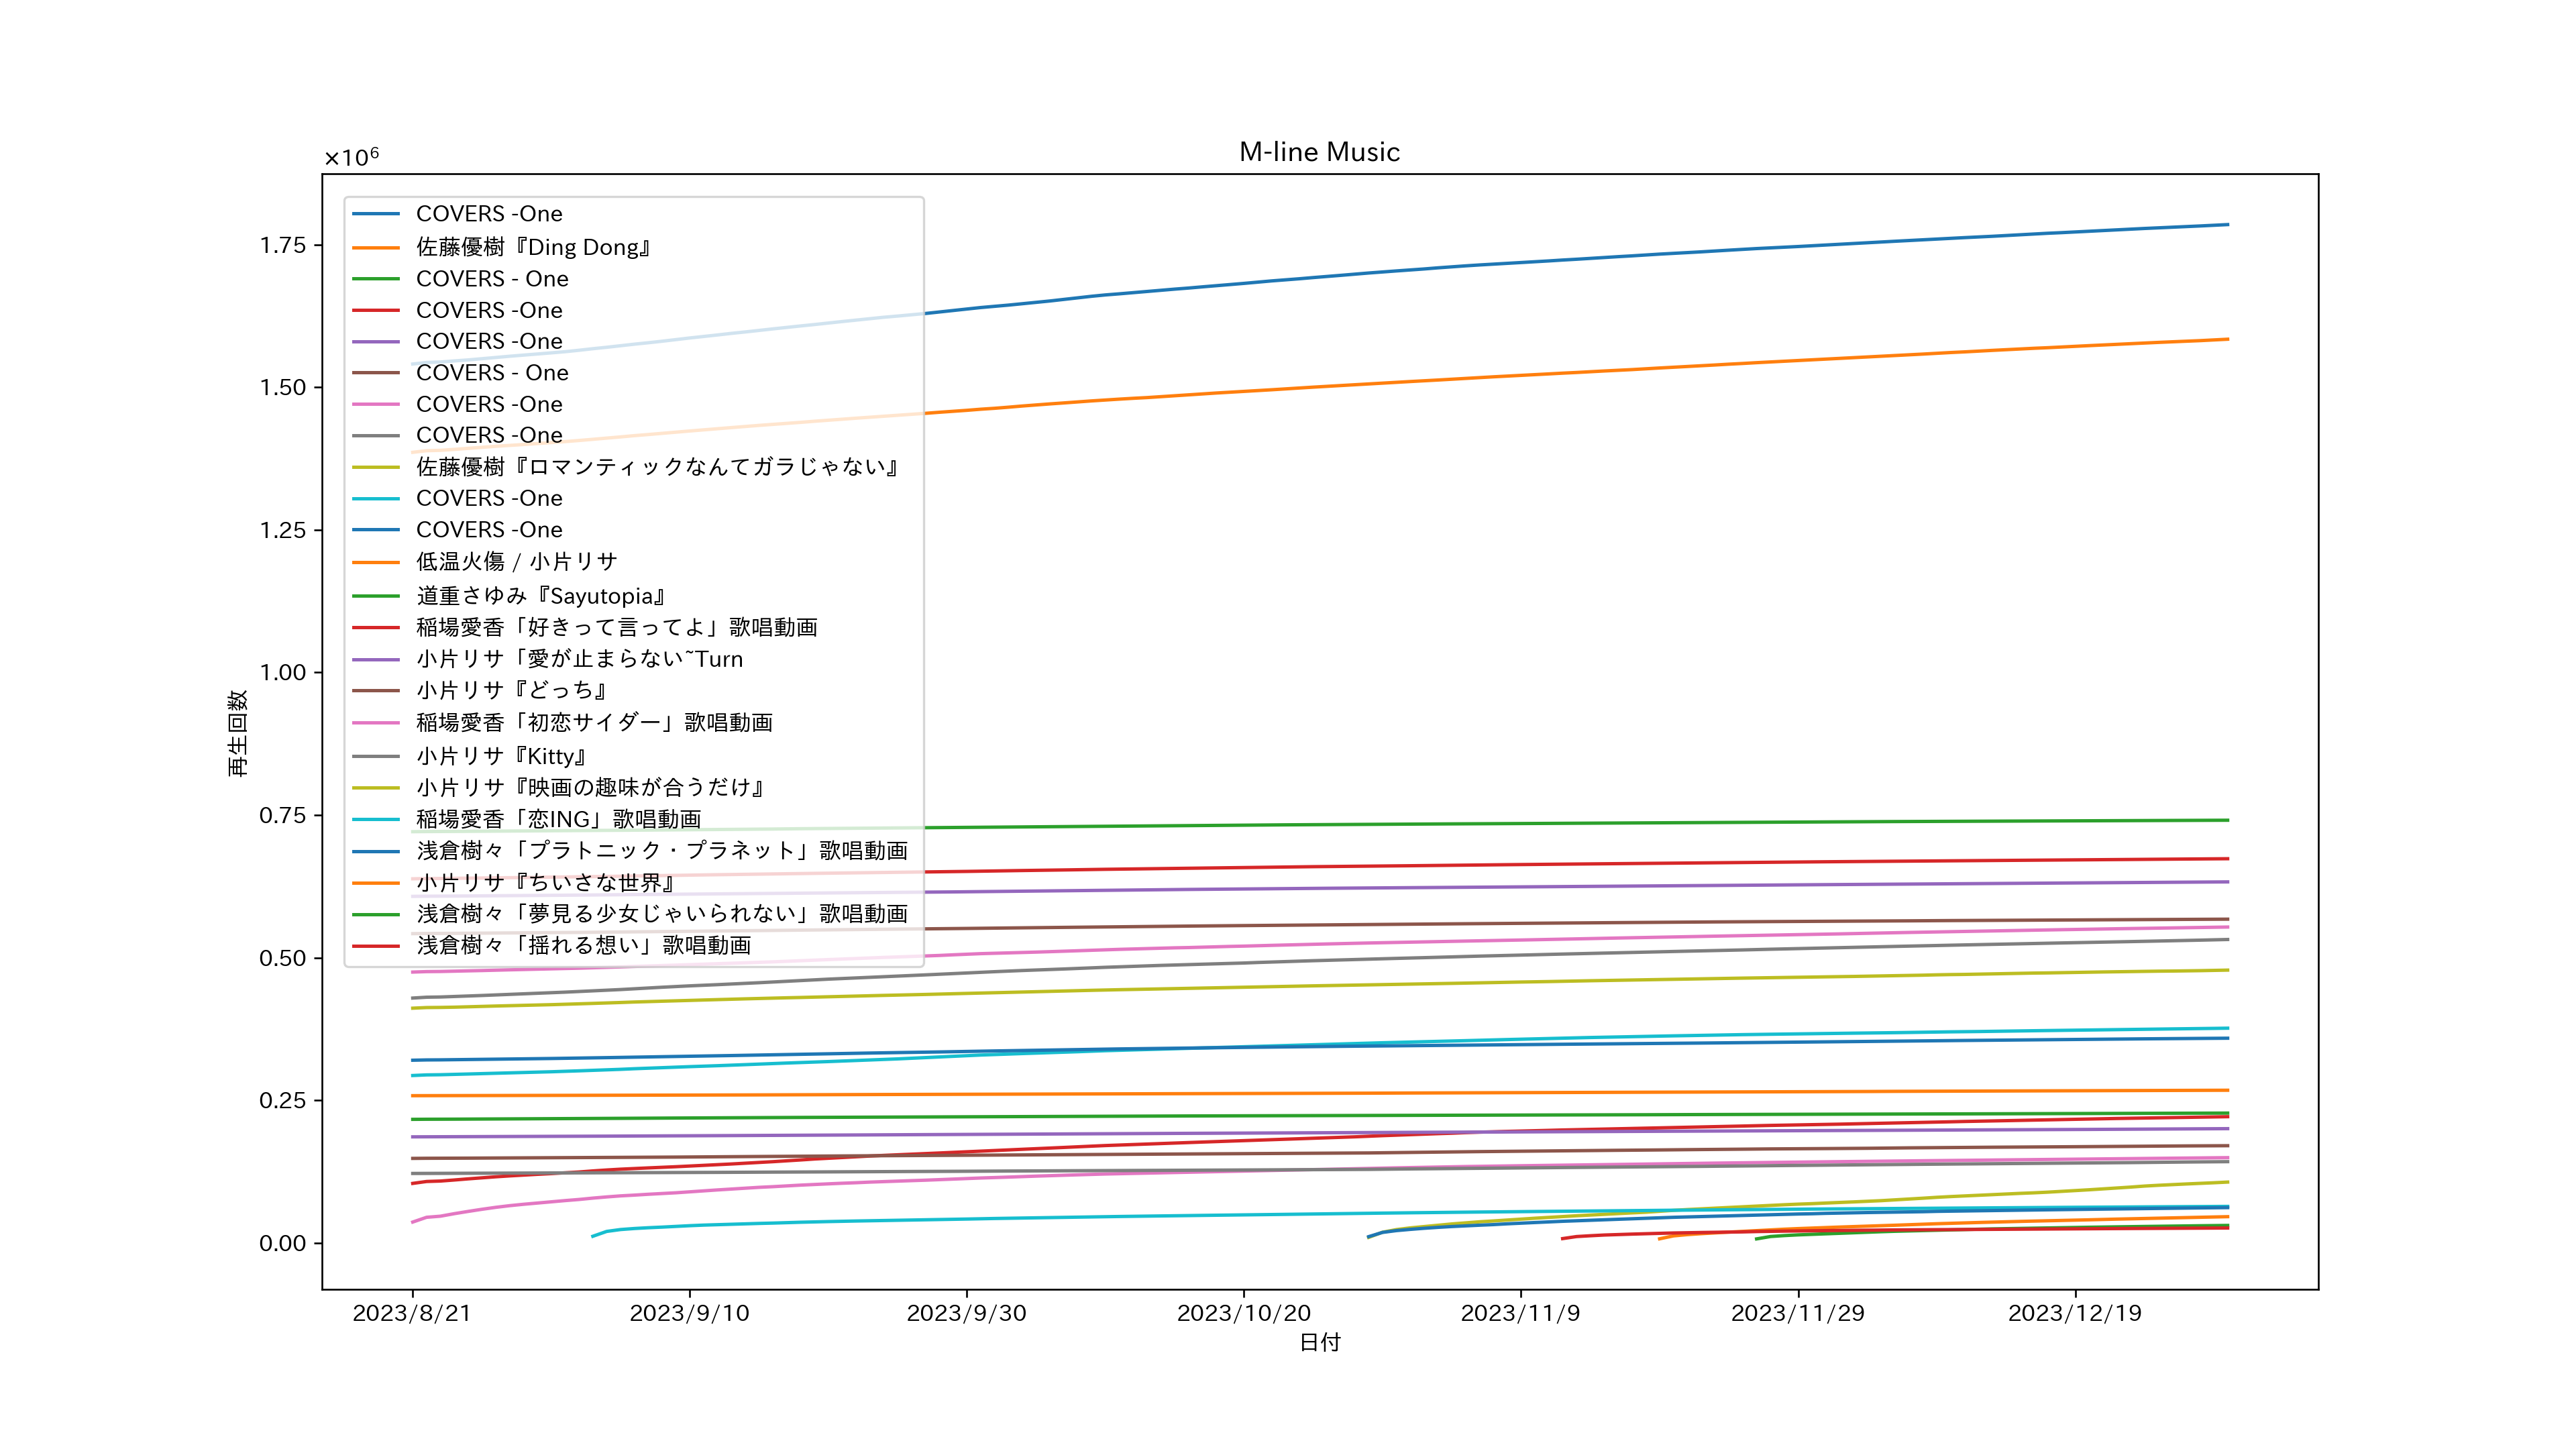 M-line Music
×10⁶
COVERS -One
佐藤優樹『Ding Dong』
COVERS - One
COVERS -One
COVERS -One
COVERS - One
COVERS -One
COVERS -One
佐藤優樹『ロマンティックなんてガラじゃない』
COVERS -One
COVERS -One
低温火傷 / 小片リサ
道重さゆみ『Sayutopia』
稲場愛香「好きって言ってよ」歌唱動画
小片リサ「愛が止まらない~Turn
小片リサ『どっち』
稲場愛香「初恋サイダー」歌唱動画
小片リサ『Kitty』
小片リサ『映画の趣味が合うだけ』
稲場愛香「恋ING」歌唱動画
浅倉樹々「プラトニック・プラネット」歌唱動画
小片リサ『ちいさな世界』
浅倉樹々「夢見る少女じゃいられない」歌唱動画
浅倉樹々「揺れる想い」歌唱動画
1.75
1.50
1.25
1.00
0.75
0.50
0.25
0.00
再生回数
2023/8/21 2023/9/10 2023/9/30 2023/10/20 2023/11/9 2023/11/29 2023/12/19
日付